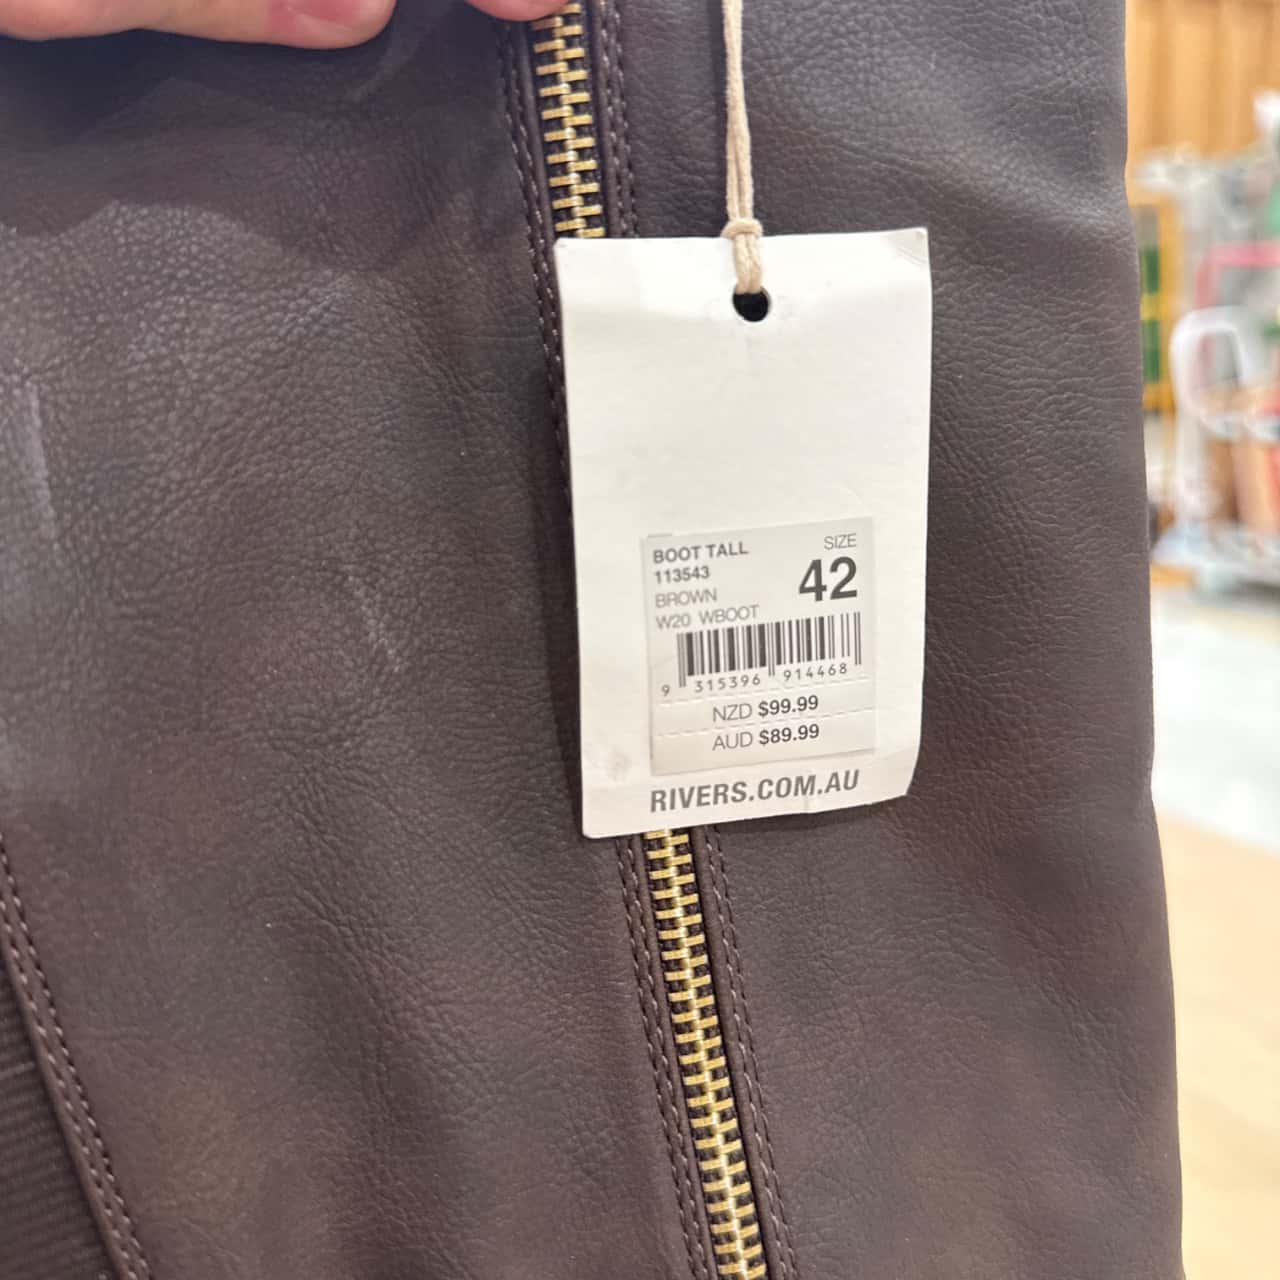 BOOT TALL
113543
BROWN
W20 WBOOT
SIZE
42
9 315396 914468
NZD $99.99
AUD $89.99
RIVERS.COM.AU